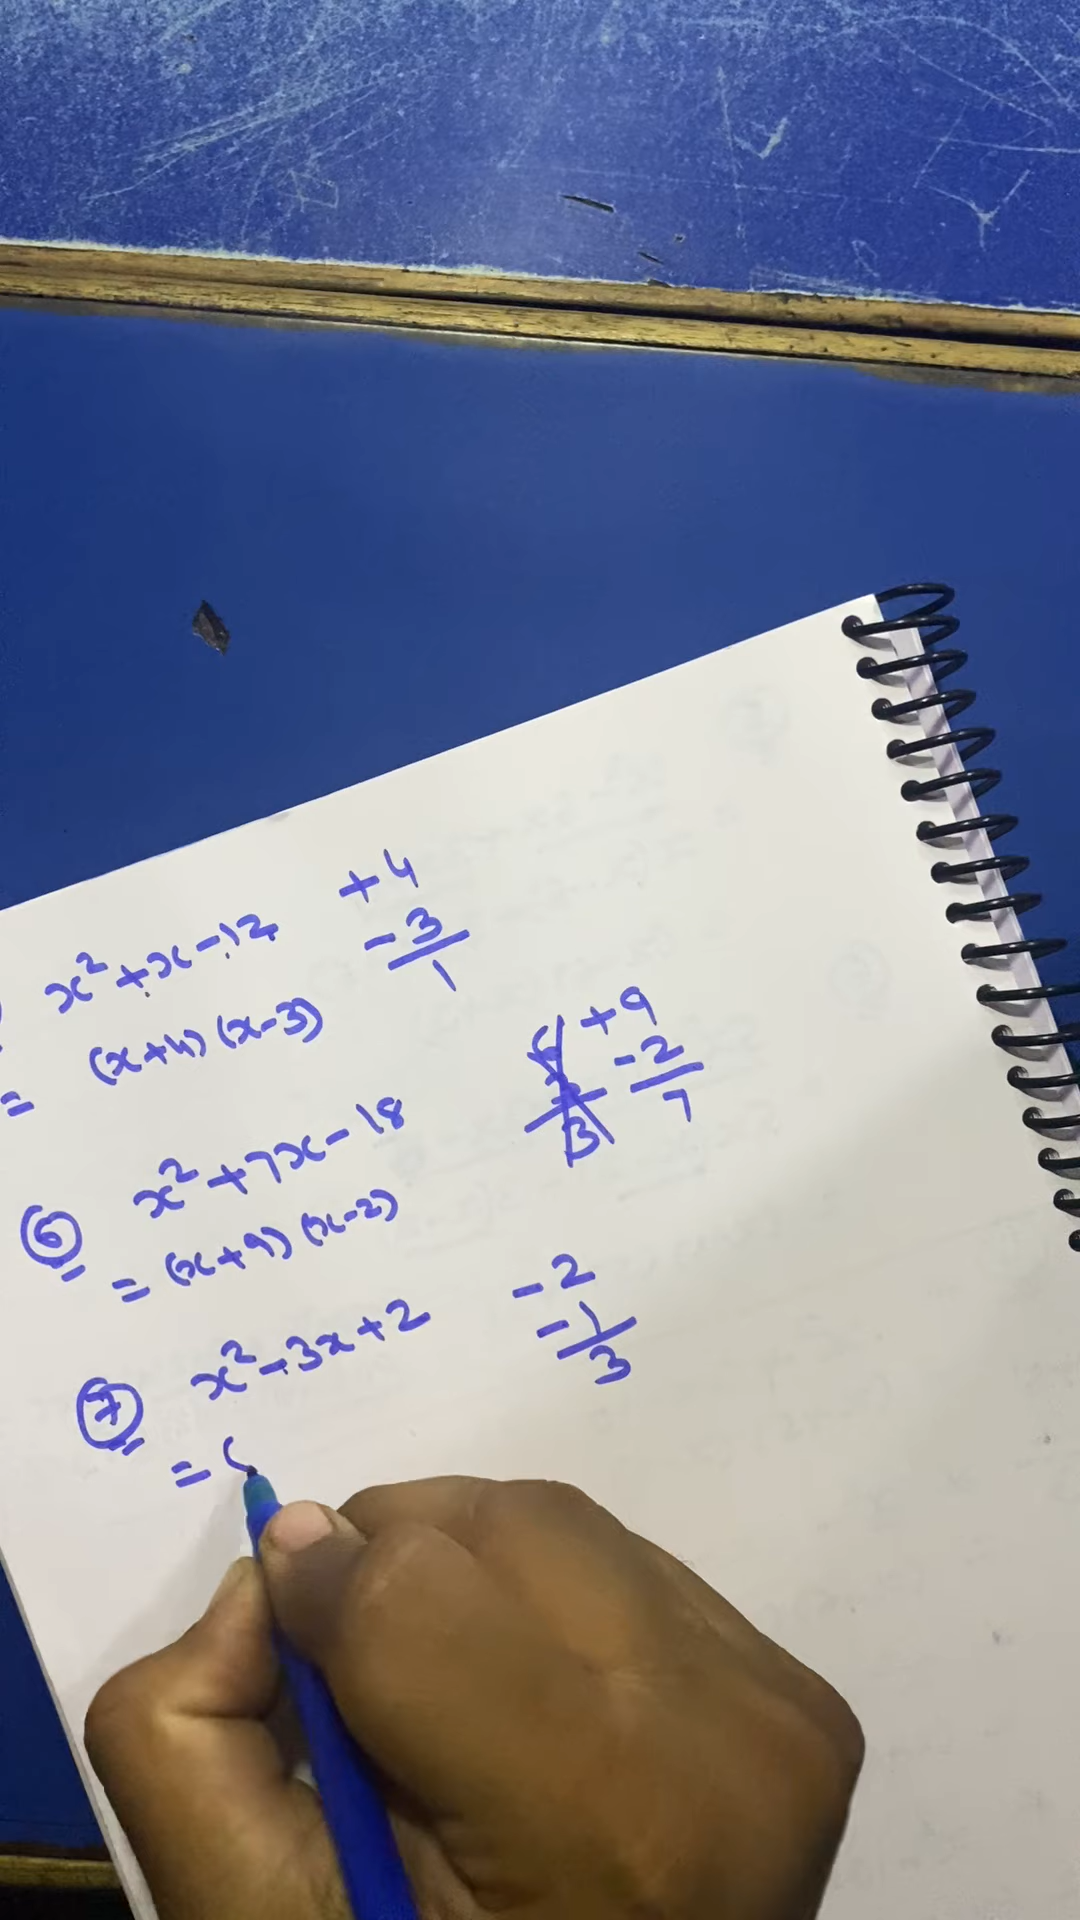 x² + x - 12
+4
-3
1
= (x+4) (x-3)
⑥ x² + 7x - 18
+9
-2
7
= (x+9) (x-2)
⑦ x² - 3x + 2
-2
-1
3
= (